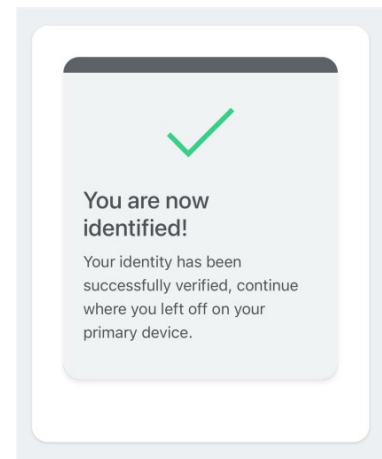 You are now
identified!
Your identity has been
successfully verified, continue
where you left off on your
primary device.